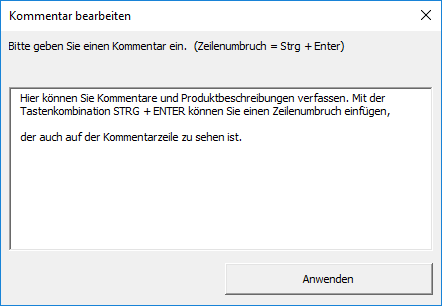 Kommentar bearbeiten
Bitte geben Sie einen Kommentar ein. (Zeilenumbruch = Strg + Enter)
Hier können Sie Kommentare und Produktbeschreibungen verfassen. Mit der
Tastenkombination STRG + ENTER können Sie einen Zeilenumbruch einfügen,
der auch auf der Kommentarzeile zu sehen ist.
Anwenden